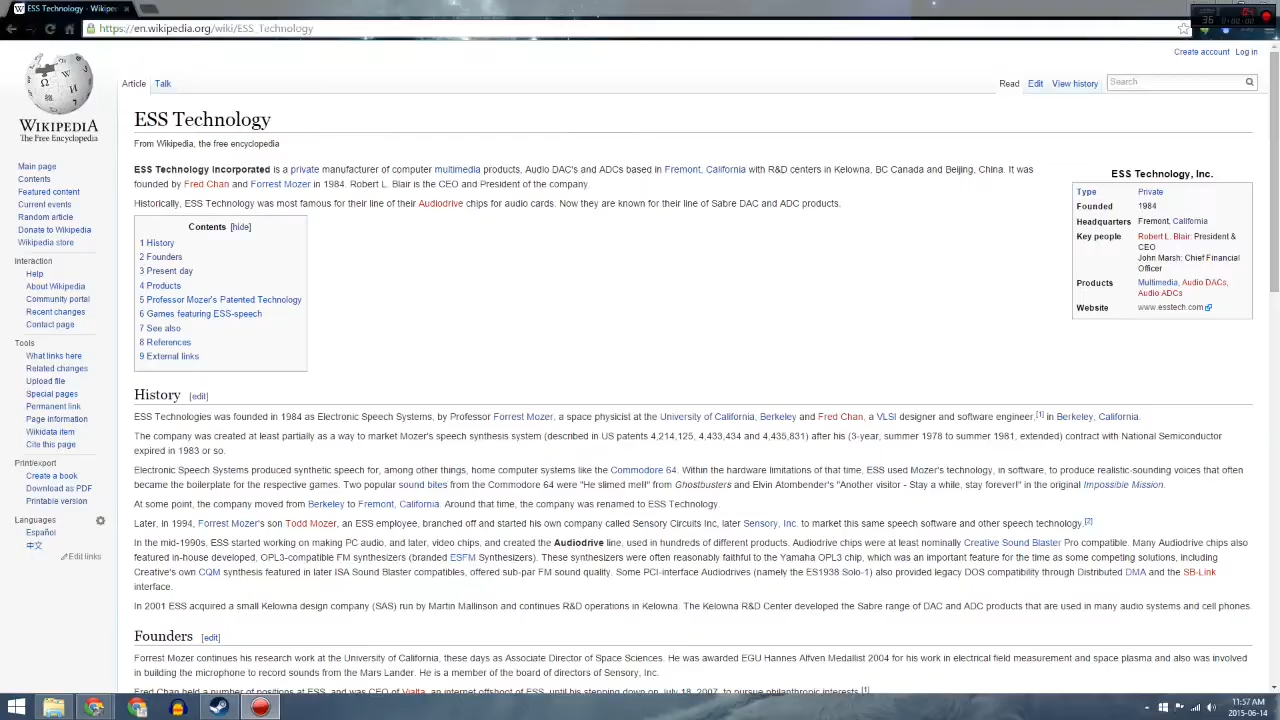 ESS Technology - Wikipe
https://en.wikipedia.org/wiki/ESS_Technology
36
Create account Log in
Article Talk
Read Edit View history Search
WIKIPEDIA
The Free Encyclopedia
Main page
Contents
Featured content
Current events
Random article
Donate to Wikipedia
Wikipedia store
Interaction
Help
About Wikipedia
Community portal
Recent changes
Contact page
Tools
What links here
Related changes
Upload file
Special pages
Permanent link
Page information
Wikidata item
Cite this page
Print/export
Create a book
Download as PDF
Printable version
Languages
Español
中文
Edit links
ESS Technology
From Wikipedia, the free encyclopedia
ESS Technology Incorporated is a private manufacturer of computer multimedia products, Audio DAC's and ADCs based in Fremont, California with R&D centers in Kelowna, BC Canada and Beijing, China. It was
founded by Fred Chan and Forrest Mozer in 1984. Robert L. Blair is the CEO and President of the company.
Historically, ESS Technology was most famous for their line of their Audiodrive chips for audio cards. Now they are known for their line of Sabre DAC and ADC products.
ESS Technology, Inc.
Type Private
Founded 1984
Headquarters Fremont, California
Key people Robert L. Blair: President &
CEO
John Marsh: Chief Financial
Officer
Products Multimedia, Audio DACs,
Audio ADCs
Website www.esstech.com
Contents [hide]
1 History
2 Founders
3 Present day
4 Products
5 Professor Mozer's Patented Technology
6 Games featuring ESS-speech
7 See also
8 References
9 External links
History [edit]
ESS Technologies was founded in 1984 as Electronic Speech Systems, by Professor Forrest Mozer, a space physicist at the University of California, Berkeley and Fred Chan, a VLSI designer and software engineer,[1] in Berkeley, California.
The company was created at least partially as a way to market Mozer's speech synthesis system (described in US patents 4,214,125, 4,433,434 and 4,435,831) after his (3-year, summer 1978 to summer 1981, extended) contract with National Semiconductor
expired in 1983 or so.
Electronic Speech Systems produced synthetic speech for, among other things, home computer systems like the Commodore 64. Within the hardware limitations of that time, ESS used Mozer's technology, in software, to produce realistic-sounding voices that often
became the boilerplate for the respective games. Two popular sound bites from the Commodore 64 were "He slimed me!!" from Ghostbusters and Elvin Atombender's "Another visitor - Stay a while, stay forever!" in the original Impossible Mission.
At some point, the company moved from Berkeley to Fremont, California. Around that time, the company was renamed to ESS Technology.
Later, in 1994, Forrest Mozer's son Todd Mozer, an ESS employee, branched off and started his own company called Sensory Circuits Inc, later Sensory, Inc. to market this same speech software and other speech technology.[2]
In the mid-1990s, ESS started working on making PC audio, and later, video chips, and created the Audiodrive line, used in hundreds of different products. Audiodrive chips were at least nominally Creative Sound Blaster Pro compatible. Many Audiodrive chips also
featured in-house developed, OPL3-compatible FM synthesizers (branded ESFM Synthesizers). These synthesizers were often reasonably faithful to the Yamaha OPL3 chip, which was an important feature for the time as some competing solutions, including
Creative's own CQM synthesis featured in later ISA Sound Blaster compatibles, offered sub-par FM sound quality. Some PCI-interface Audiodrives (namely the ES1938 Solo-1) also provided legacy DOS compatibility through Distributed DMA and the SB-Link
interface.
In 2001 ESS acquired a small Kelowna design company (SAS) run by Martin Mallinson and continues R&D operations in Kelowna. The Kelowna R&D Center developed the Sabre range of DAC and ADC products that are used in many audio systems and cell phones.
Founders [edit]
Forrest Mozer continues his research work at the University of California, these days as Associate Director of Space Sciences. He was awarded EGU Hannes Alfven Medallist 2004 for his work in electrical field measurement and space plasma and also was involved
in building the microphone to record sounds from the Mars Lander. He is a member of the board of directors of Sensory, Inc.
Fred Chan held a number of positions at ESS, and was CEO of Vialta, an internet offshoot of ESS, until his stepping down on July 18, 2007, to pursue philanthropic interests.[1]
11:57 AM
2015-06-14